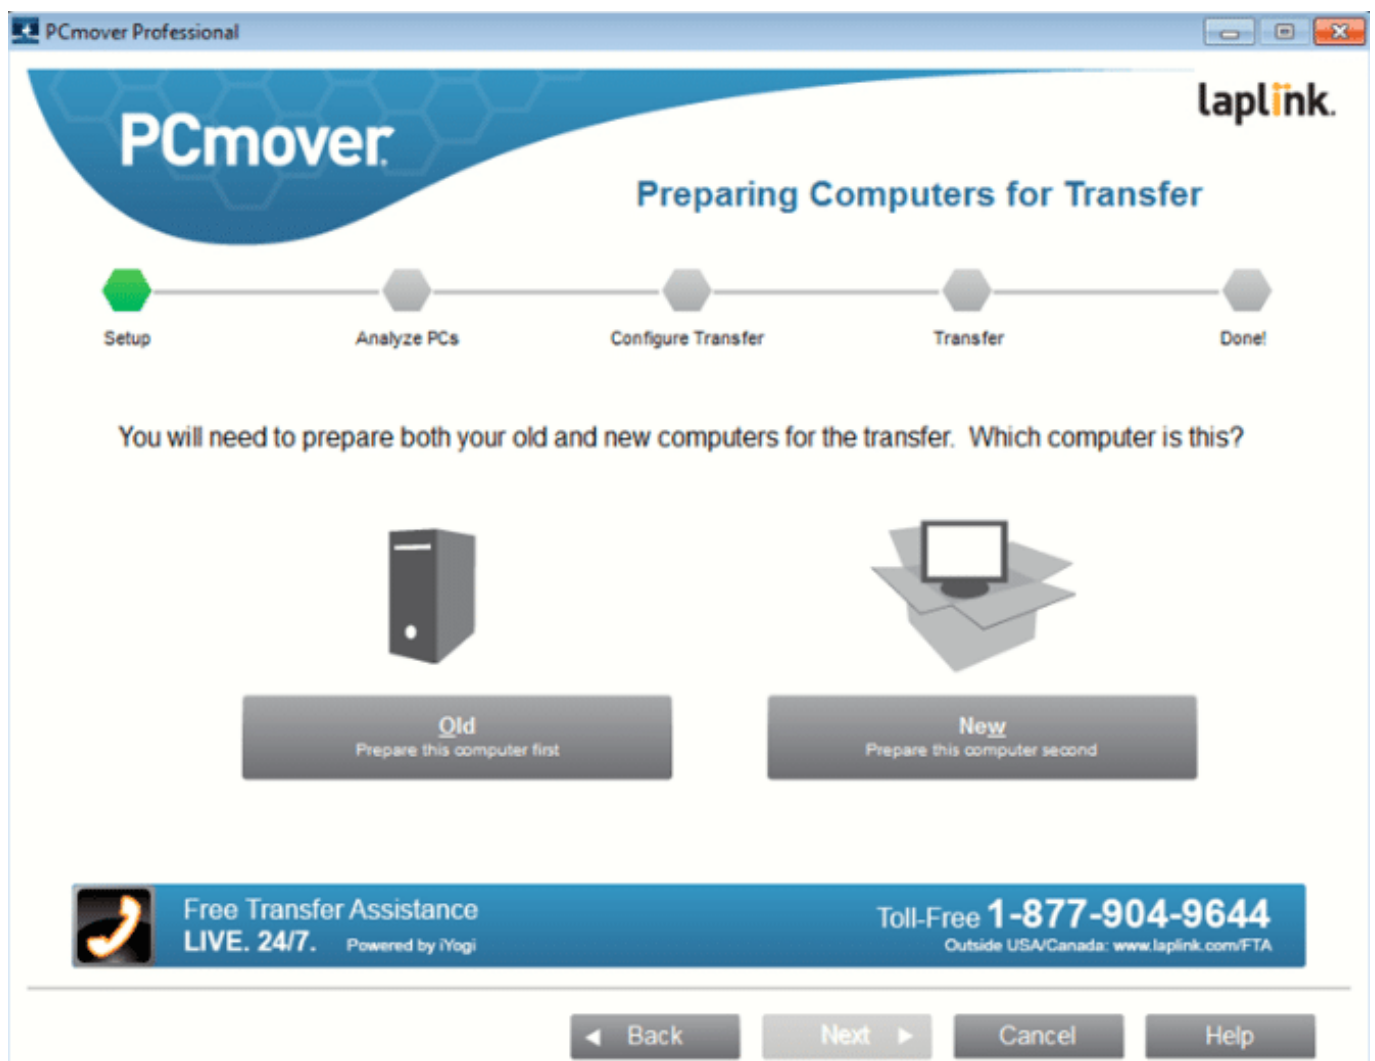 PCmover Professional
laplink.
PCmover.
Preparing Computers for Transfer
Setup
Analyze PCs
Configure Transfer
Transfer
Done!
You will need to prepare both your old and new computers for the transfer.  Which computer is this?
Old
Prepare this computer first
New
Prepare this computer second
Free Transfer Assistance
LIVE. 24/7. Powered by iYogi
Toll-Free 1-877-904-9644
Outside USA/Canada: www.laplink.com/FTA
Back
Next
Cancel
Help